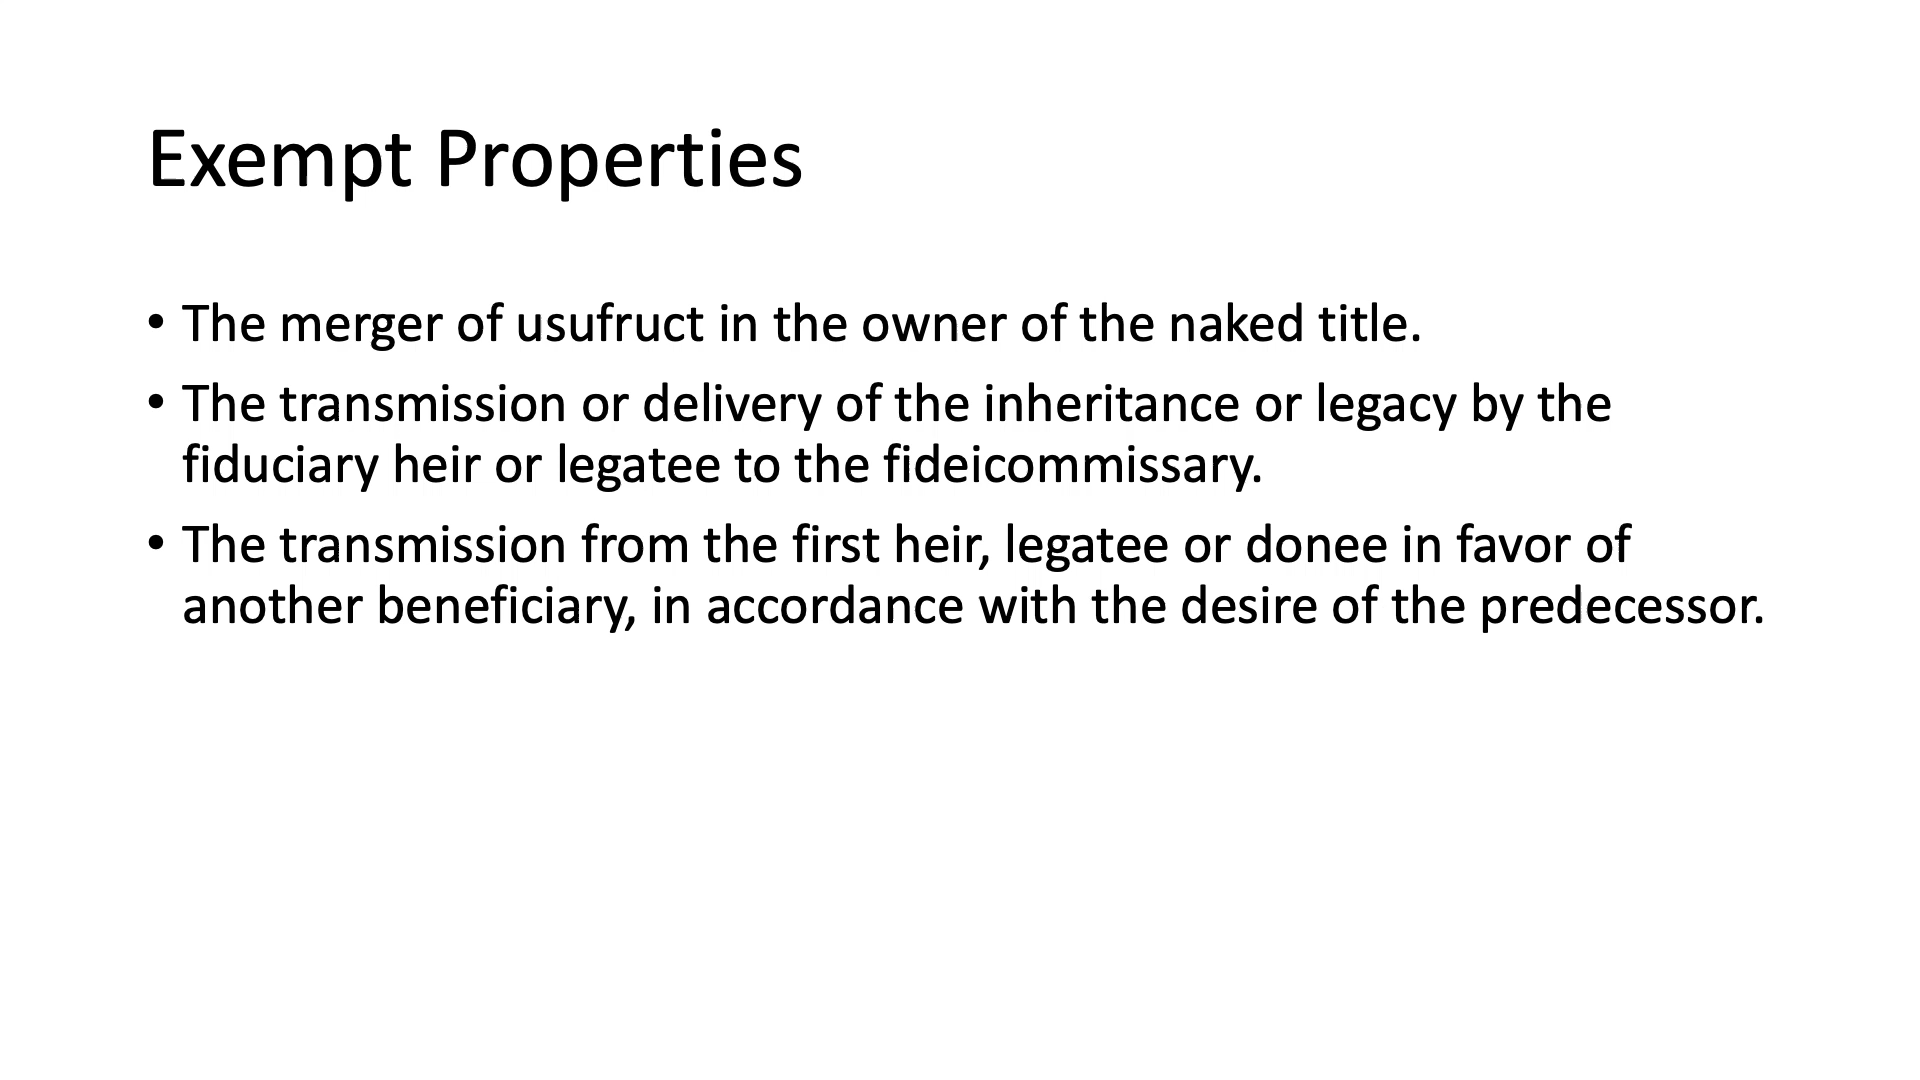 Exempt Properties
• The merger of usufruct in the owner of the naked title.
• The transmission or delivery of the inheritance or legacy by the
fiduciary heir or legatee to the fideicommissary.
• The transmission from the first heir, legatee or donee in favor of
another beneficiary, in accordance with the desire of the predecessor.